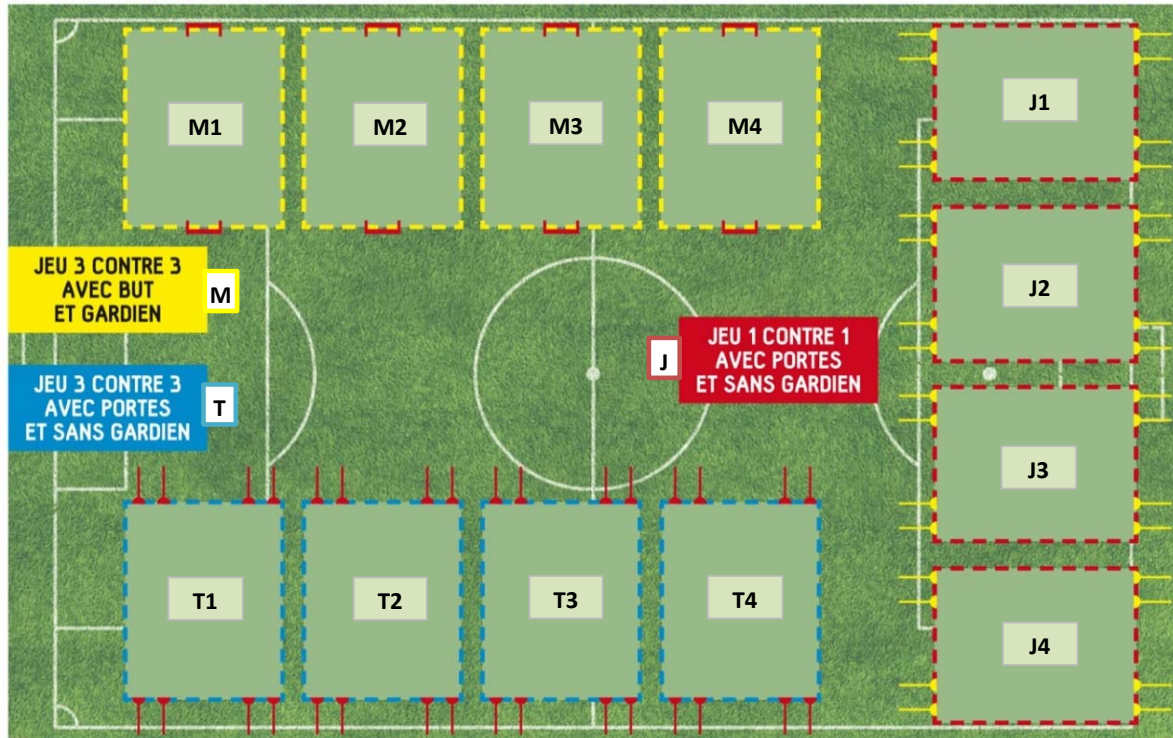 M1
M2
M3
M4
J1
J2
JEU 3 CONTRE 3
AVEC BUT
ET GARDIEN
M
JEU 3 CONTRE 3
AVEC PORTES
ET SANS GARDIEN
T
J
JEU 1 CONTRE 1
AVEC PORTES
ET SANS GARDIEN
J3
T1
T2
T3
T4
J4